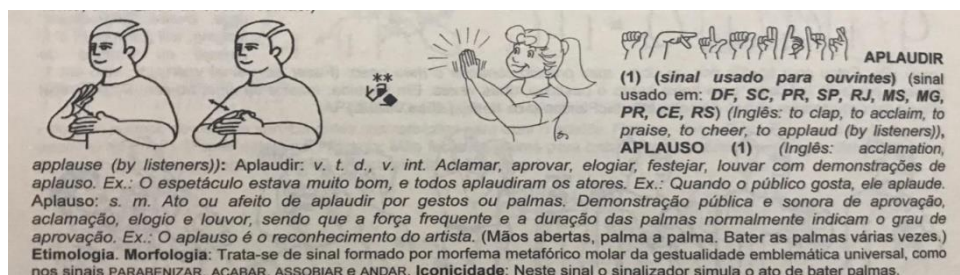 APLAUDIR
(1) (sinal usado para ouvintes) (sinal
usado em: DF, SC, PR, SP, RJ, MS, MG,
PR, CE, RS) (Inglês: to clap, to acclaim, to
praise, to cheer, to applaud (by listeners)),
APLAUSO (1) (Inglês: acclamation,
applause (by listeners)): Aplaudir: v. t. d., v. int. Aclamar, aprovar, elogiar, festejar, louvar com demonstrações de
aplauso. Ex.: O espetáculo estava muito bom, e todos aplaudiram os atores. Ex.: Quando o público gosta, ele aplaude.
Aplauso: s. m. Ato ou afeito de aplaudir por gestos ou palmas. Demonstração pública e sonora de aprovação,
aclamação, elogio e louvor, sendo que a força frequente e a duração das palmas normalmente indicam o grau de
aprovação. Ex.: O aplauso é o reconhecimento do artista. (Mãos abertas, palma a palma. Bater as palmas várias vezes.)
Etimologia. Morfologia: Trata-se de sinal formado por morfema metafórico molar da gestualidade emblemática universal, como
nos sinais PARABENIZAR, ACABAR, ASSOBIAR e ANDAR. Iconicidade: Neste sinal o sinalizador simula o ato de bater palmas.